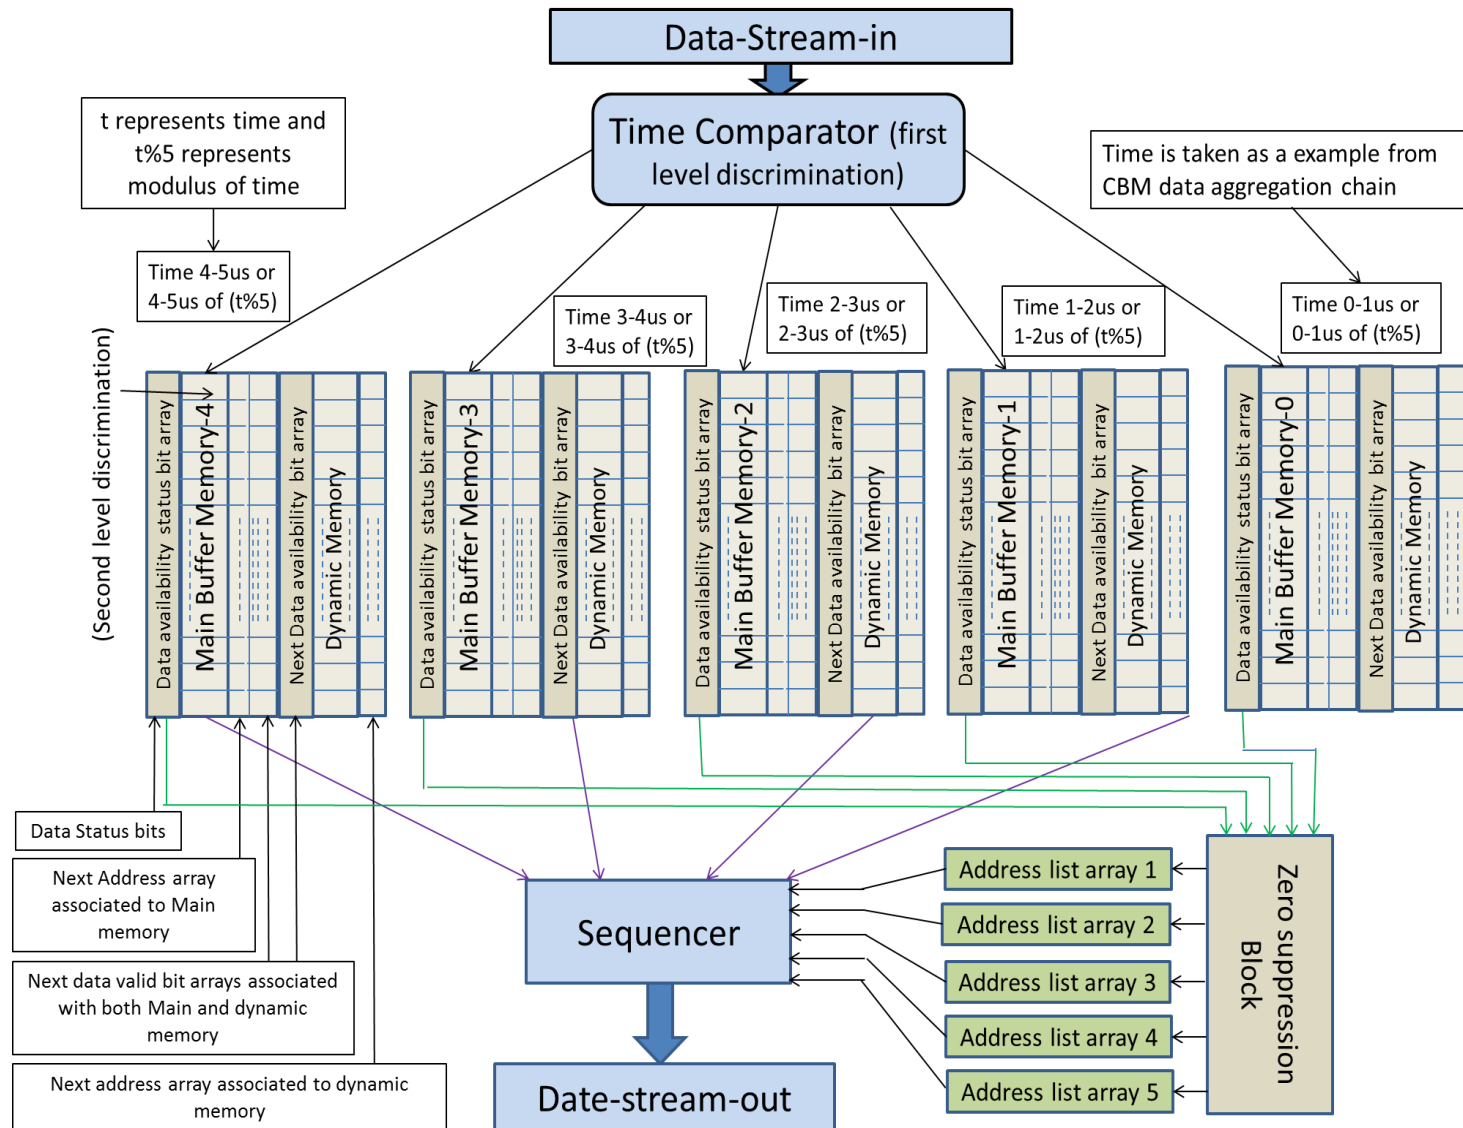 Data-Stream-in
t represents time and
t%5 represents
modulus of time
Time Comparator (first
level discrimination)
Time is taken as a example from
CBM data aggregation chain
Time 4-5us or
4-5us of (t%5)
Time 3-4us or
3-4us of (t%5)
Time 2-3us or
2-3us of (t%5)
Time 1-2us or
1-2us of (t%5)
Time 0-1us or
0-1us of (t%5)
(Second level discrimination)
Data availability status bit array
Main Buffer Memory-4
Next Data availability bit array
Dynamic Memory
Data availability status bit array
Main Buffer Memory-3
Next Data availability bit array
Dynamic Memory
Data availability status bit array
Main Buffer Memory-2
Next Data availability bit array
Dynamic Memory
Data availability status bit array
Main Buffer Memory-1
Next Data availability bit array
Dynamic Memory
Data availability status bit array
Main Buffer Memory-0
Next Data availability bit array
Dynamic Memory
Data Status bits
Next Address array
associated to Main
memory
Next data valid bit arrays associated
with both Main and dynamic
memory
Next address array associated to dynamic
memory
Sequencer
Address list array 1
Address list array 2
Address list array 3
Address list array 4
Address list array 5
Zero suppression
Block
Date-stream-out